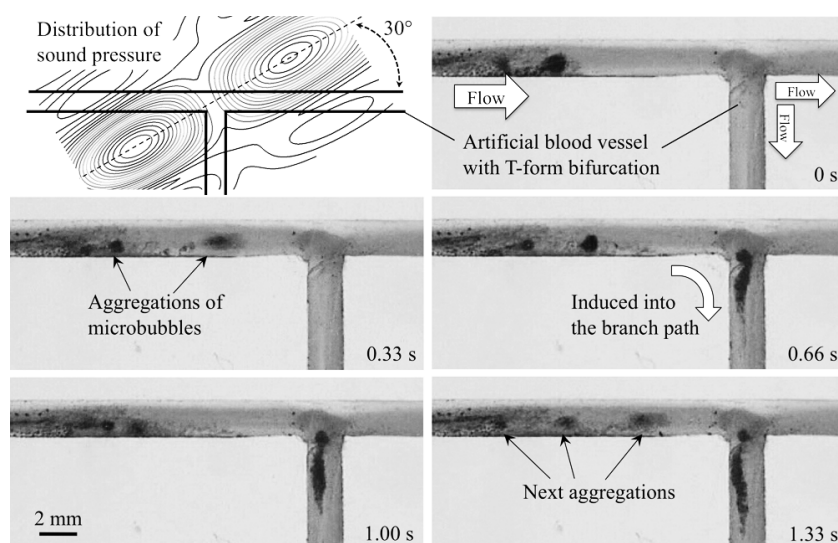 Distribution of
sound pressure
30°
Flow
Flow
Flow
Artificial blood vessel
with T-form bifurcation
0 s
Aggregations of
microbubbles
0.33 s
Induced into
the branch path
0.66 s
2 mm
1.00 s
Next aggregations
1.33 s